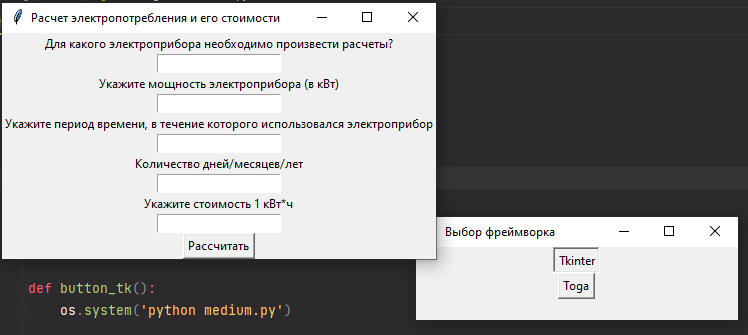 Расчет электропотребления и его стоимости
Для какого электроприбора необходимо произвести расчеты?
Укажите мощность электроприбора (в кВт)
Укажите период времени, в течение которого использовался электроприбор
Количество дней/месяцев/лет
Укажите стоимость 1 кВт*ч
Рассчитать
Выбор фреймворка
Tkinter
Toga
def button_tk():
os.system('python medium.py')